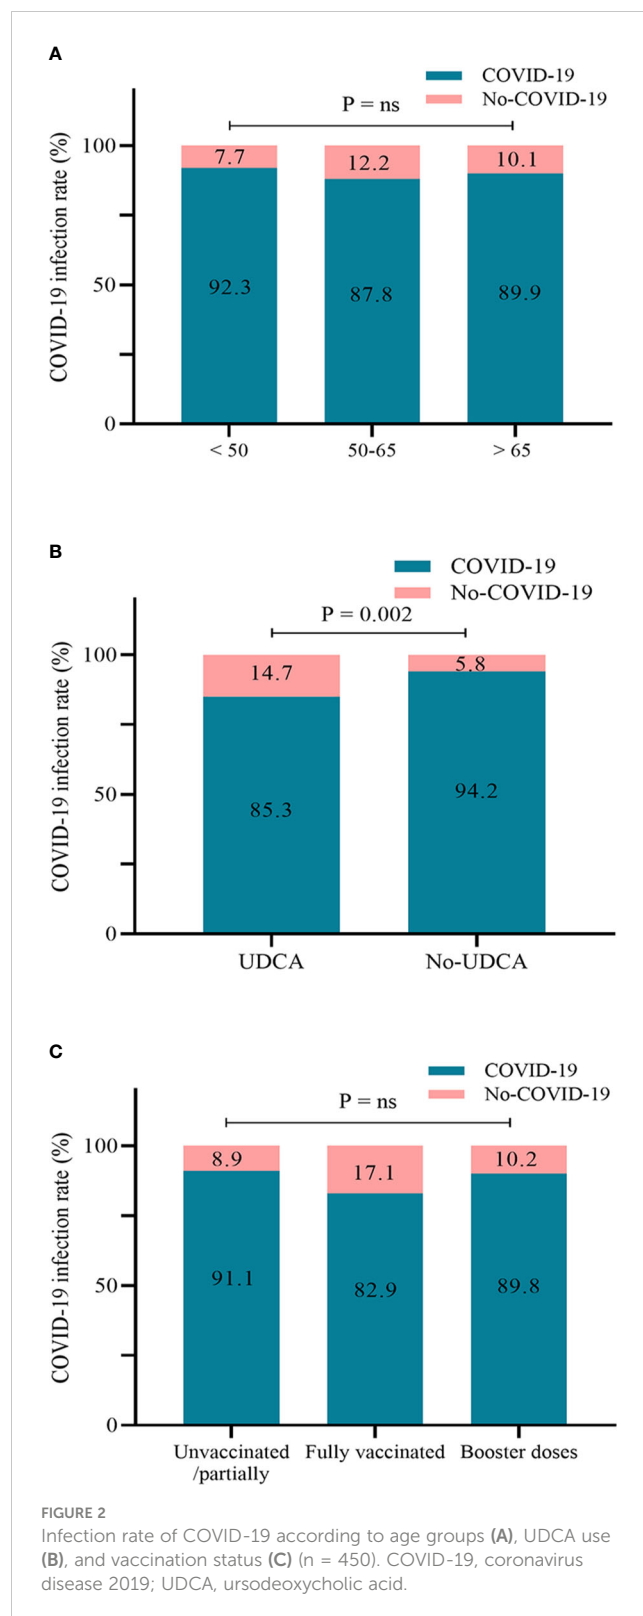 A
COVID-19
No-COVID-19
P = ns
COVID-19 infection rate (%)
100
50
0
7.7
12.2
10.1
92.3
87.8
89.9
< 50
50-65
> 65
B
COVID-19
No-COVID-19
P = 0.002
COVID-19 infection rate (%)
100
50
0
14.7
5.8
85.3
94.2
UDCA
No-UDCA
C
COVID-19
No-COVID-19
P = ns
COVID-19 infection rate (%)
100
50
0
8.9
17.1
10.2
91.1
82.9
89.8
Unvaccinated
/partially
Fully vaccinated
Booster doses
FIGURE 2
Infection rate of COVID-19 according to age groups (A), UDCA use
(B), and vaccination status (C) (n = 450). COVID-19, coronavirus
disease 2019; UDCA, ursodeoxycholic acid.